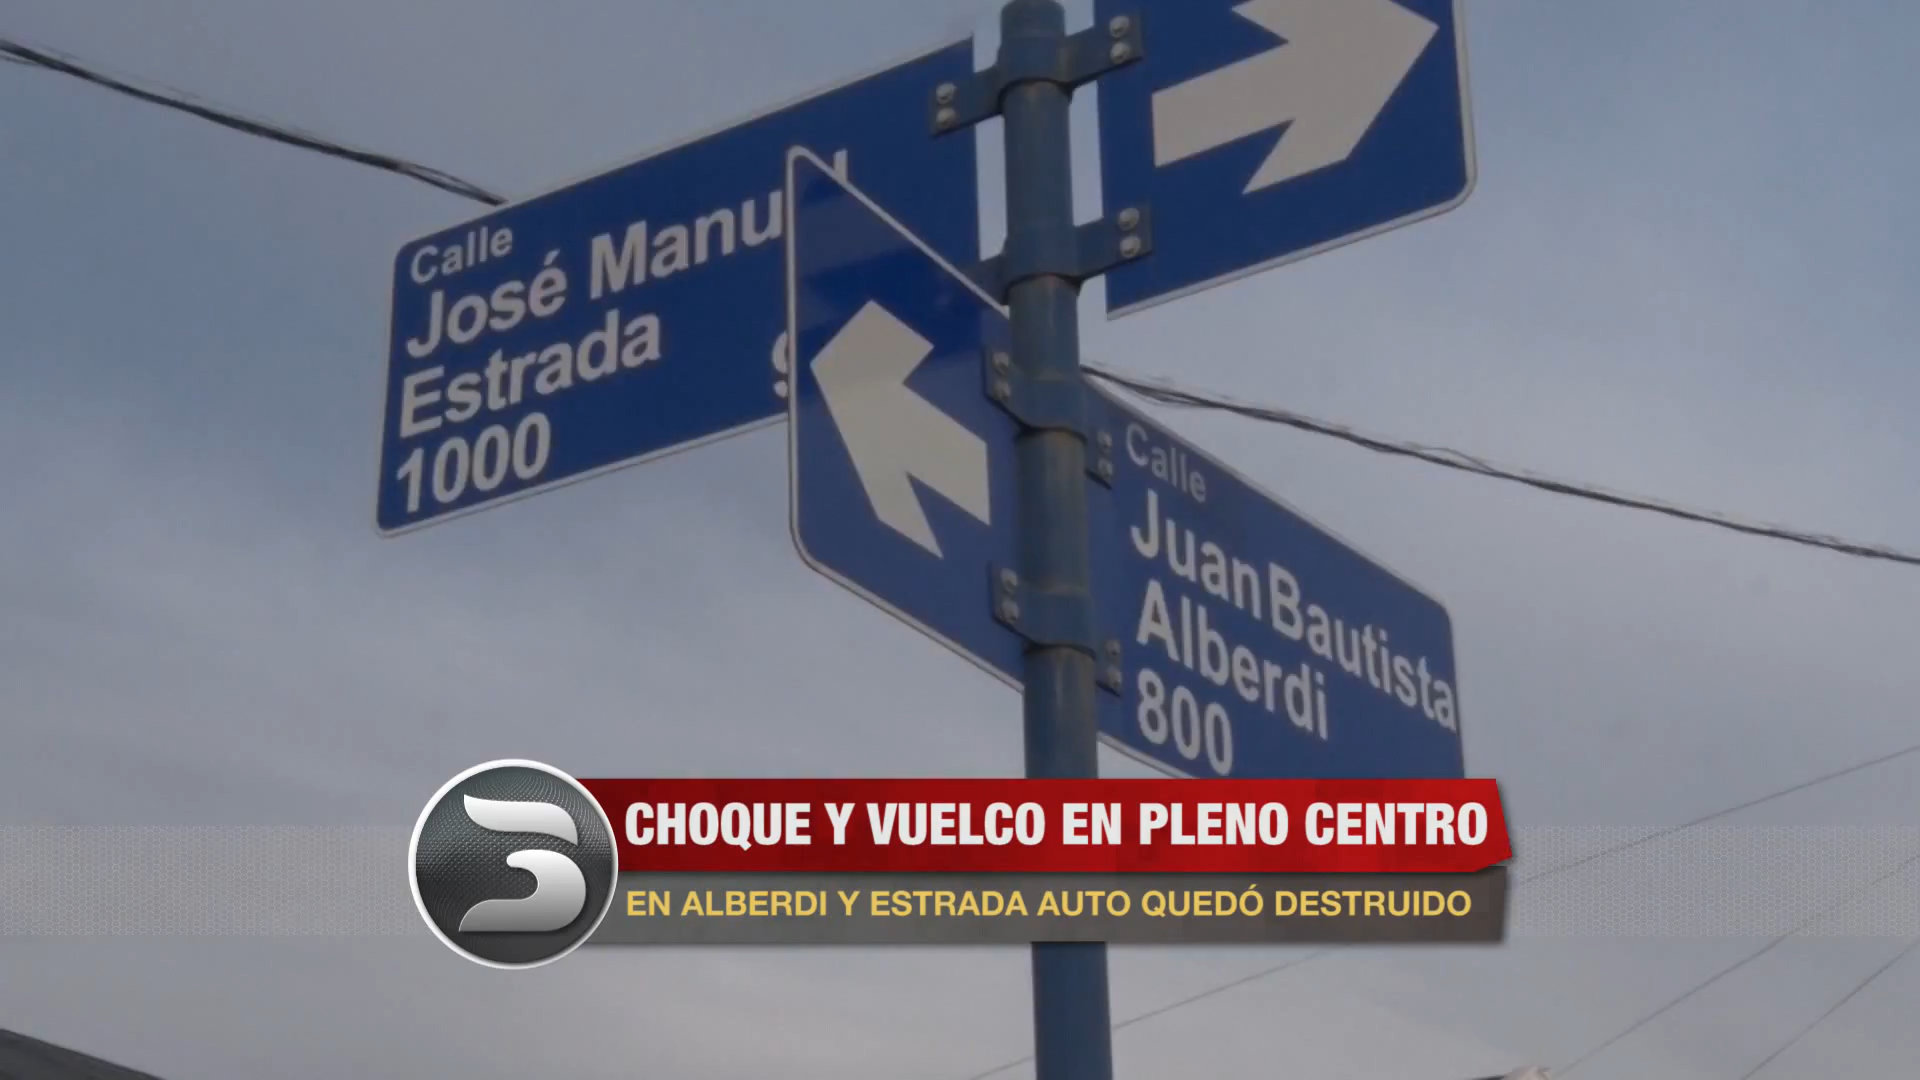 Calle
José Manu
Estrada
1000
Calle
Juan Bautista
Alberdi
800
CHOQUE Y VUELCO EN PLENO CENTRO
EN ALBERDI Y ESTRADA AUTO QUEDÓ DESTRUIDO